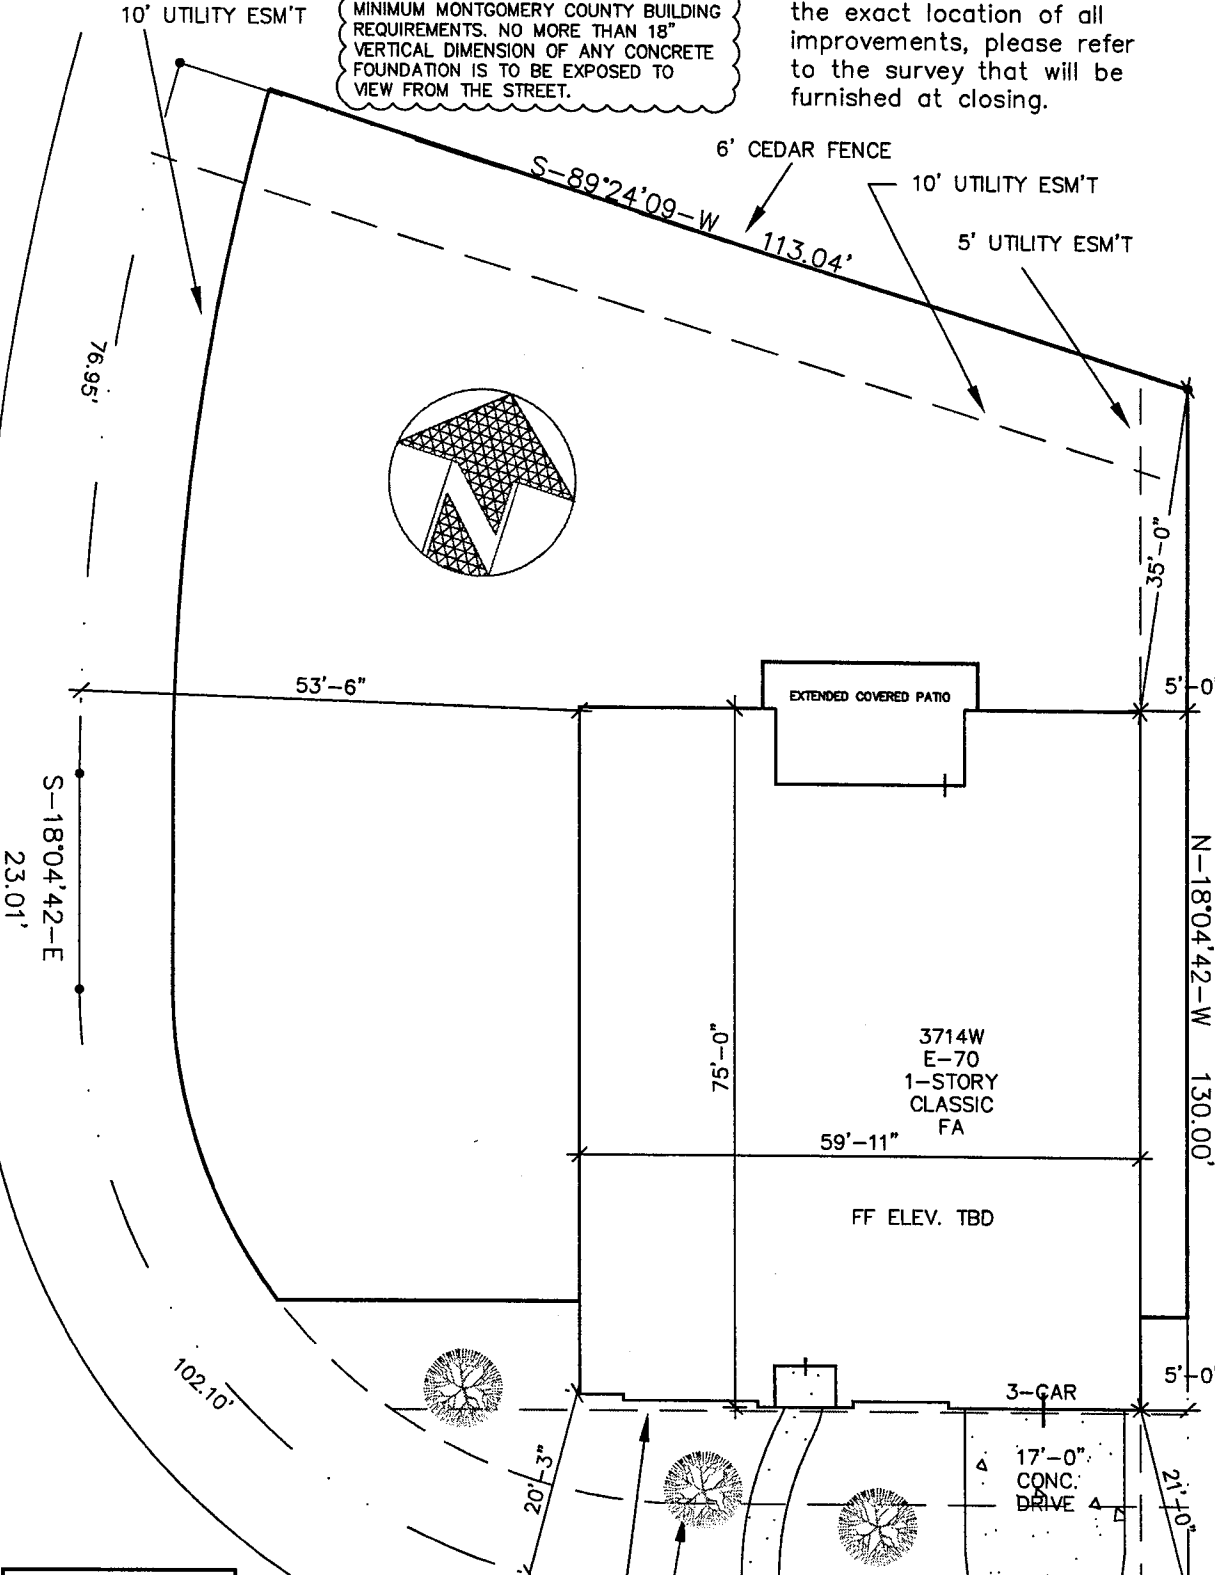 10' UTILITY ESM'T
MINIMUM MONTGOMERY COUNTY BUILDING
REQUIREMENTS. NO MORE THAN 18"
VERTICAL DIMENSION OF ANY CONCRETE
FOUNDATION IS TO BE EXPOSED TO
VIEW FROM THE STREET.
the exact location of all
improvements, please refer
to the survey that will be
furnished at closing.
6' CEDAR FENCE
S-89°24'09-W 113.04'
10' UTILITY ESM'T
5' UTILITY ESM'T
76.95'
N
35'-0"
53'-6"
EXTENDED COVERED PATIO
5'-0
S-18°04'42-E
23.01'
N-18°04'42-W 130.00'
75'-0"
3714W
E-70
1-STORY
CLASSIC
FA
59'-11"
FF ELEV. TBD
102.10'
3-CAR
5'-0
20'-3"
17'-0"
CONC.
DRIVE
21'-0"